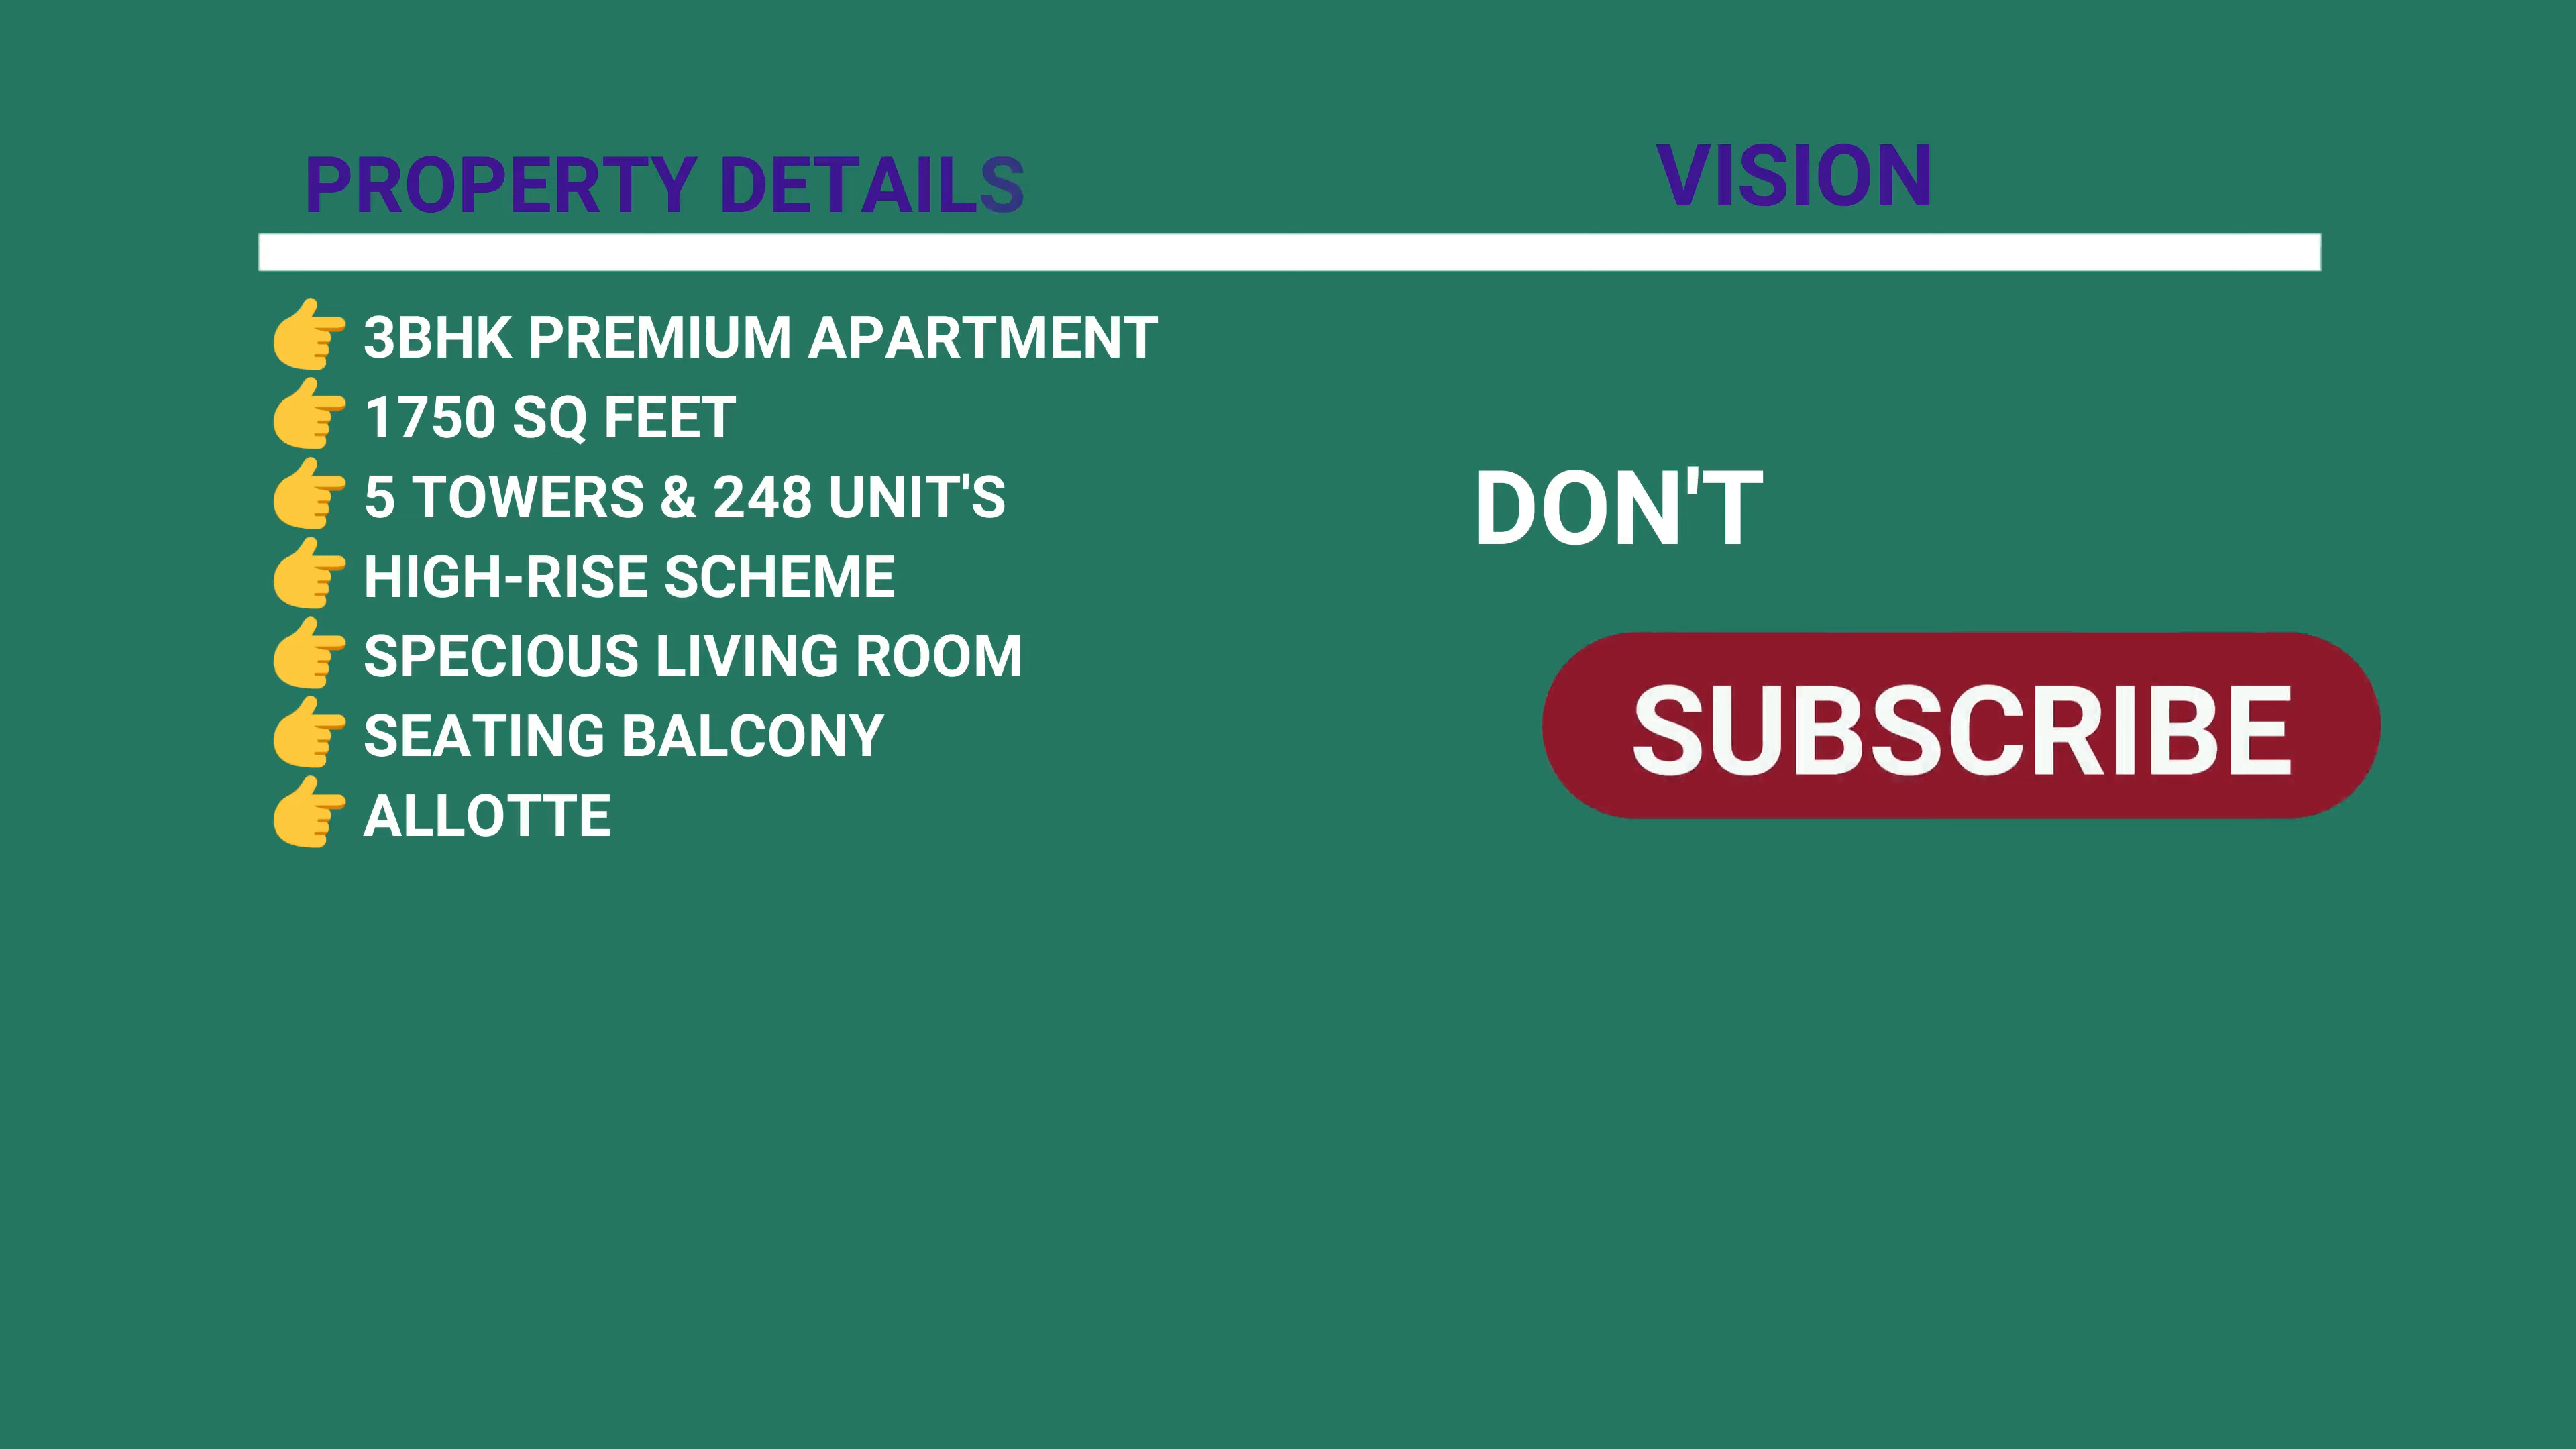 PROPERTY DETAILS
VISION
👉 3BHK PREMIUM APARTMENT
👉 1750 SQ FEET
👉 5 TOWERS & 248 UNIT'S
👉 HIGH-RISE SCHEME
👉 SPECIOUS LIVING ROOM
👉 SEATING BALCONY
👉 ALLOTTE
DON'T
SUBSCRIBE